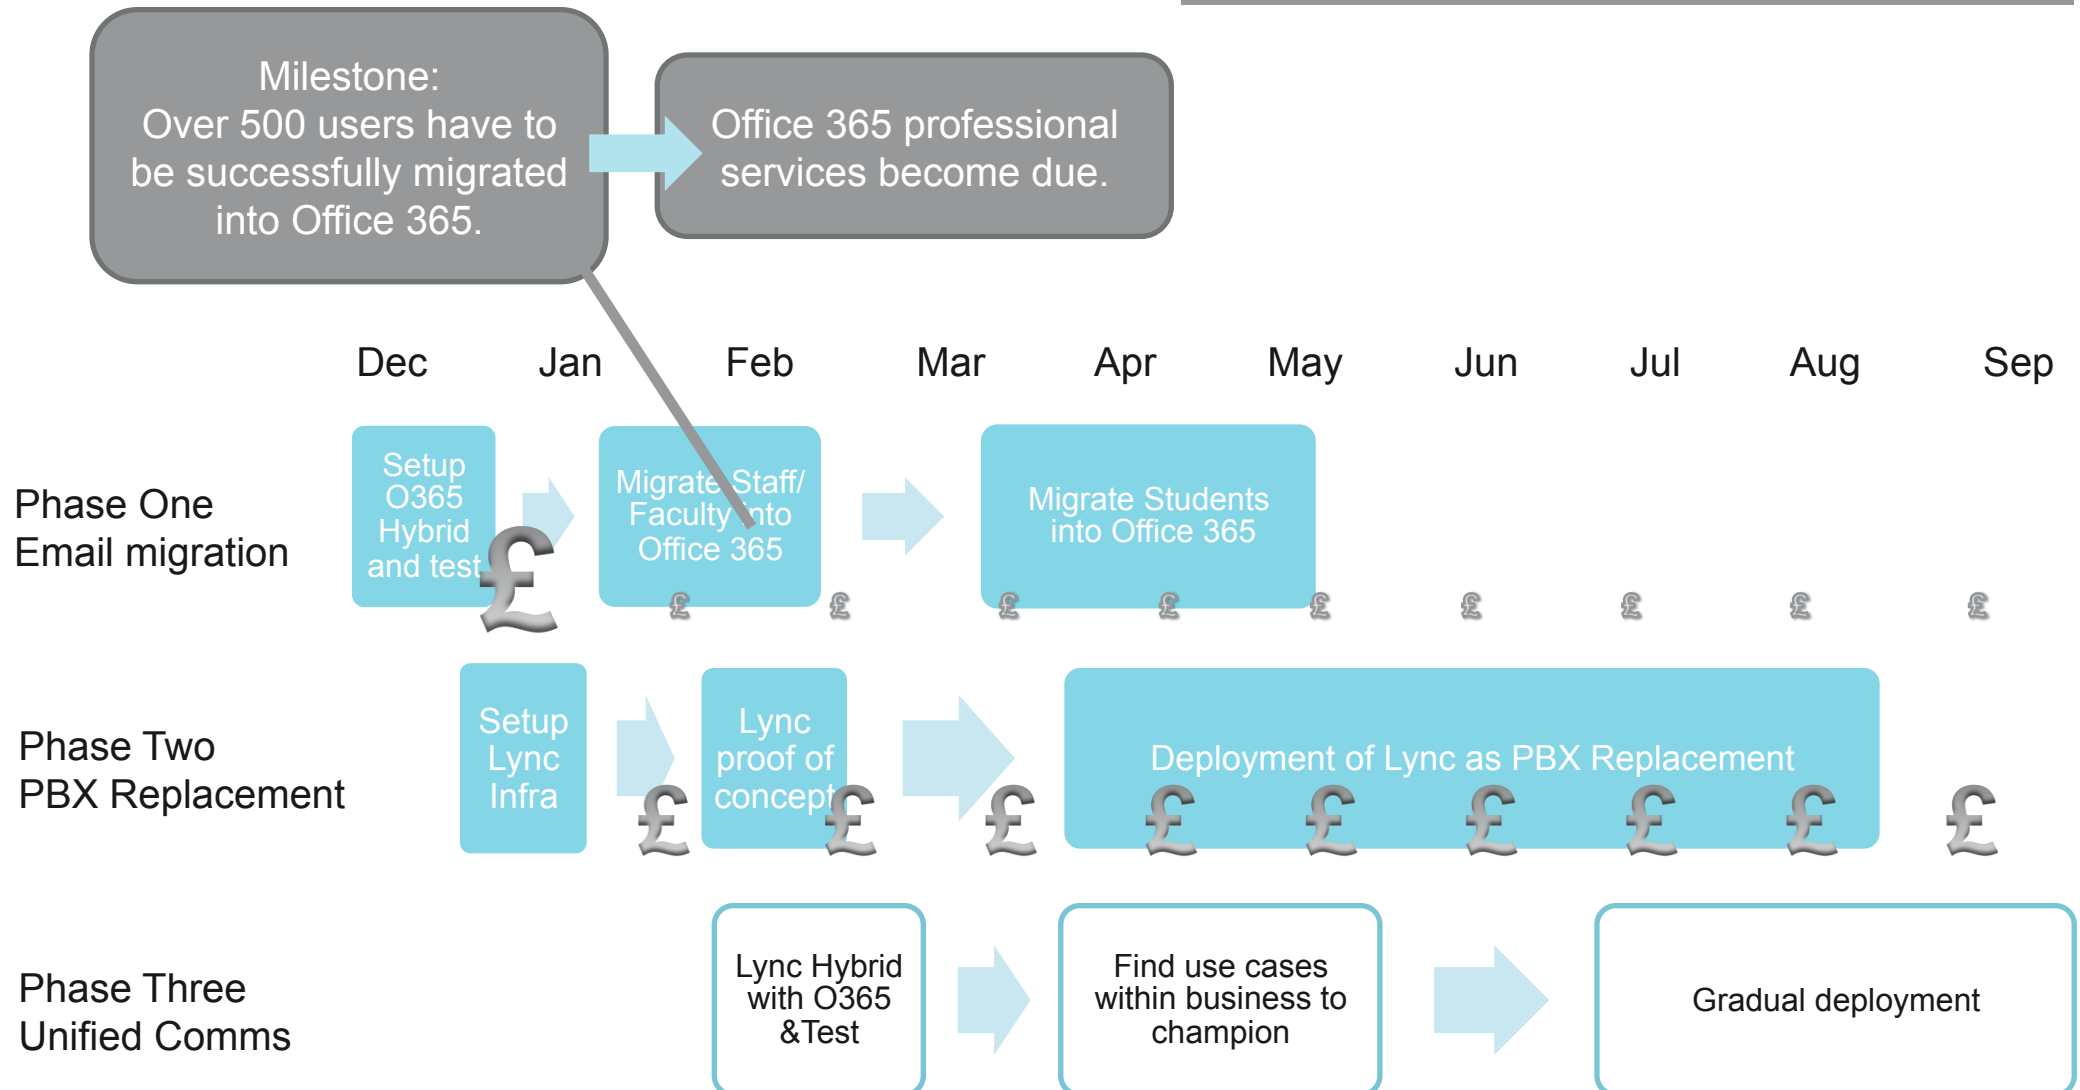 Milestone:
Over 500 users have to
be successfully migrated
into Office 365.
Office 365 professional
services become due.
Dec Jan Feb Mar Apr May Jun Jul Aug Sep
Phase One
Email migration
Setup
O365
Hybrid
and test
£
Migrate Staff/
Faculty into
Office 365
Migrate Students
into Office 365
£ £ £ £ £ £ £ £ £
Phase Two
PBX Replacement
Setup
Lync
Infra
Lync
proof of
concept
Deployment of Lync as PBX Replacement
£ £ £ £ £ £ £ £ £
Phase Three
Unified Comms
Lync Hybrid
with O365
&Test
Find use cases
within business to
champion
Gradual deployment